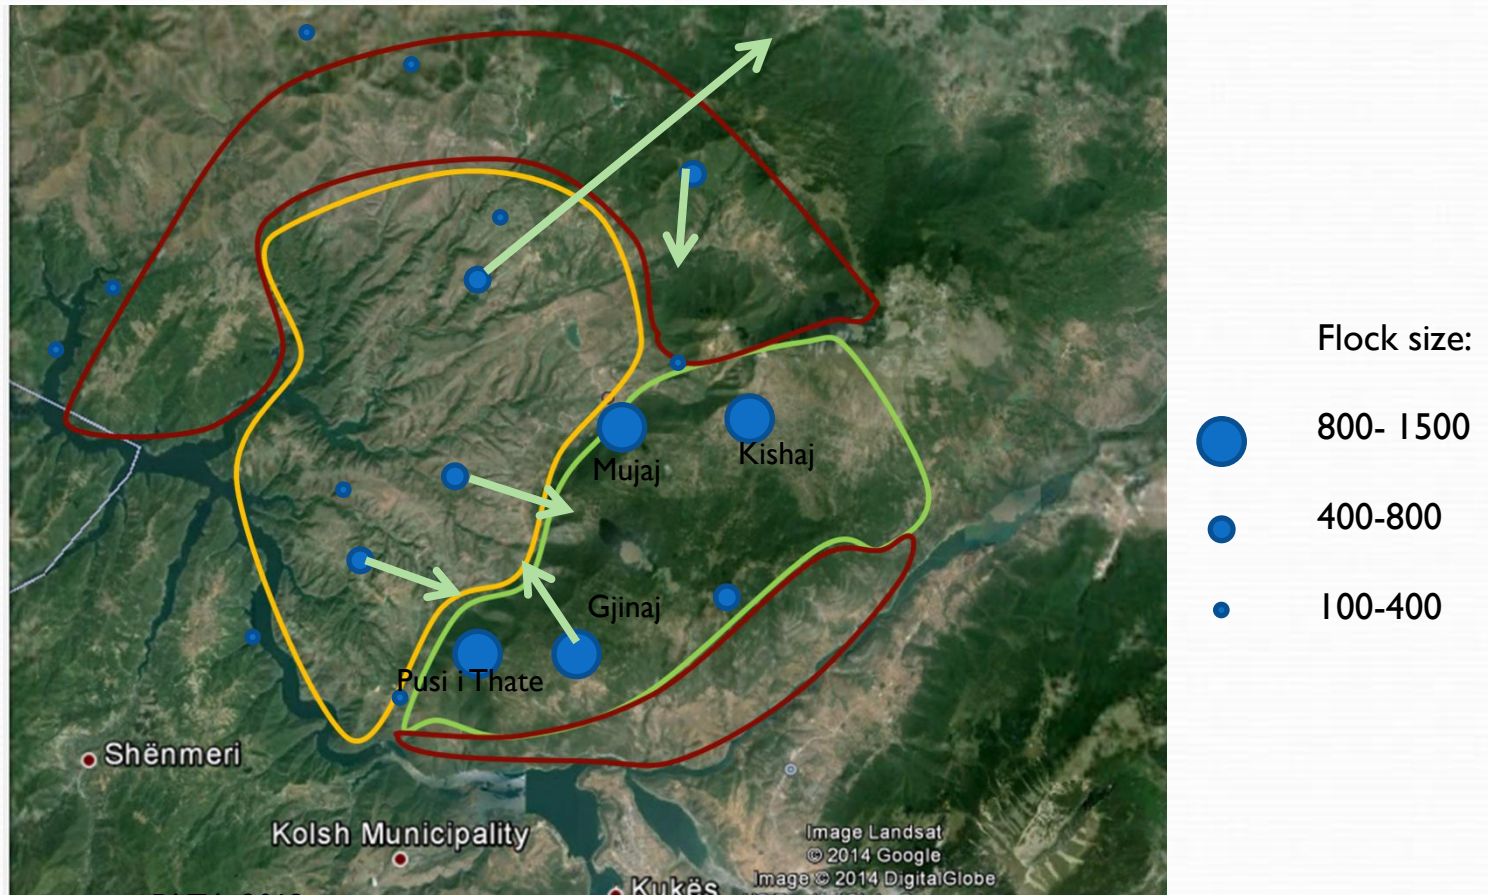 Mujaj
Kishaj
Gjinaj
Pusi i Thate
Shënmeri
Kolsh Municipality
Kukës
Image Landsat
© 2014 Google
Image © 2014 DigitalGlobe
Flock size:
800- 1500
400-800
100-400